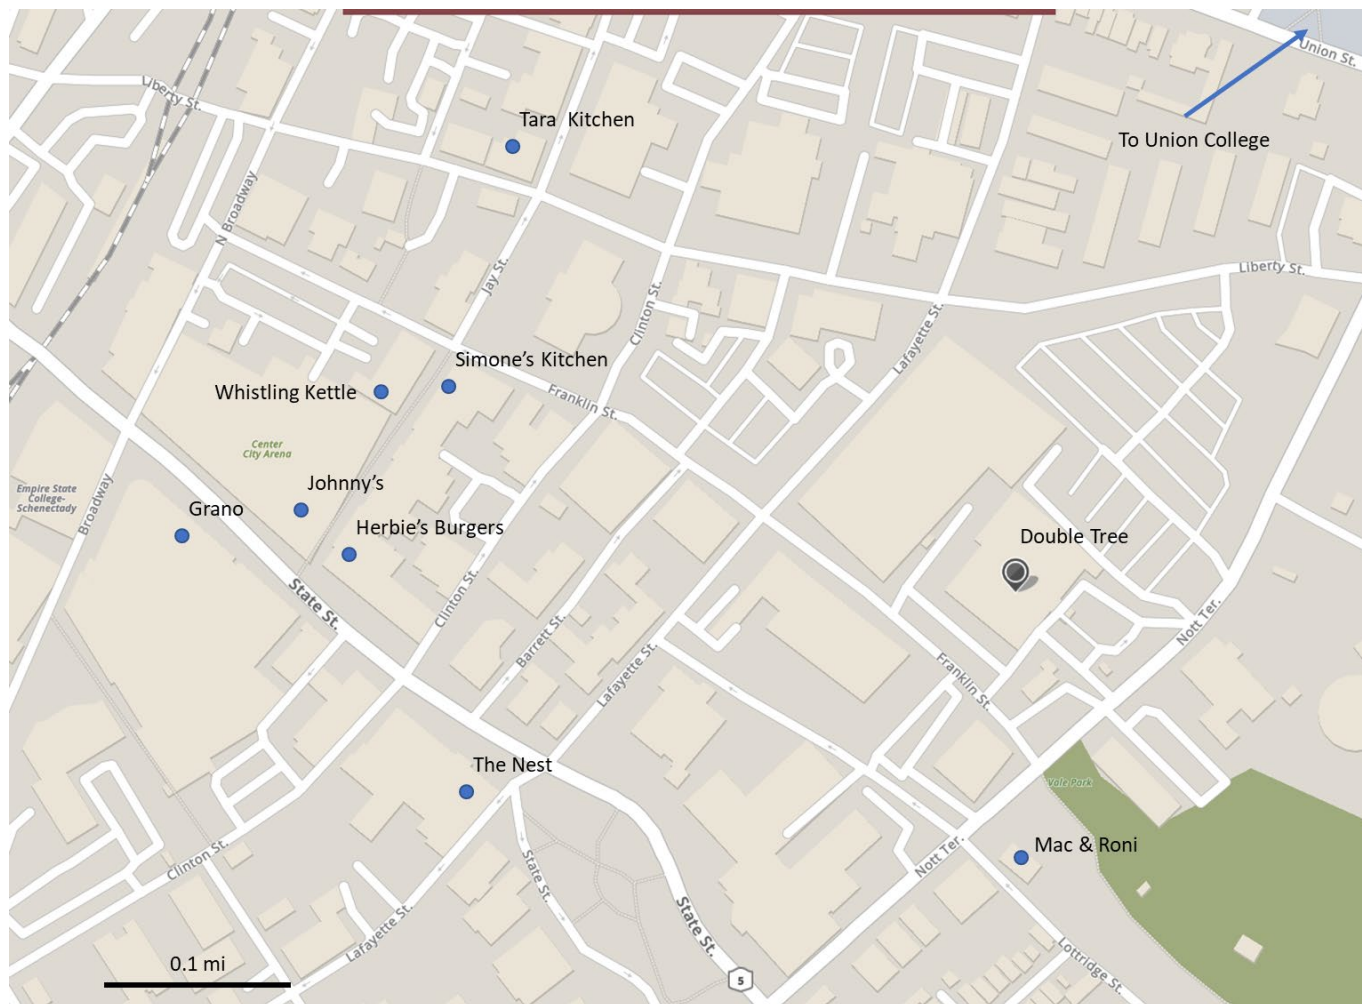 Union St.
Liberty St.
Tara Kitchen
To Union College
N Broadway
Jay St.
Liberty St.
Clinton St.
Lafayette St.
Simone's Kitchen
Whistling Kettle
Franklin St.
Center
City Arena
Johnny's
Empire State
College-
Schenectady
Broadway
Grano
Herbie's Burgers
Double Tree
State St.
Clinton St.
Barrett St.
Nott Ter.
Lafayette St.
Franklin St.
The Nest
Vale Park
Mac & Roni
Nott Ter.
Clinton St.
State St.
State St.
Lafayette St.
Lottridge St.
0.1 mi
5